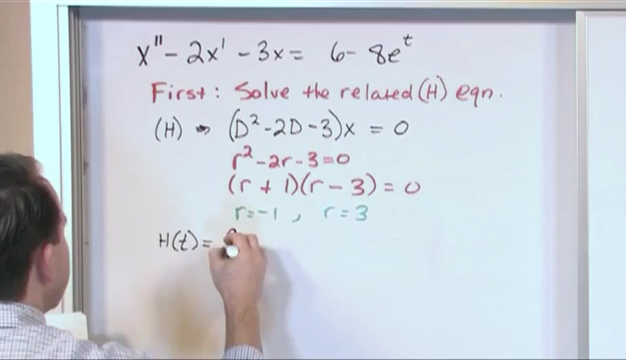 x'' - 2x' - 3x = 6 - 8e^t
First: Solve the related (H) eqn.
(H) → (D² - 2D - 3)x = 0
r² - 2r - 3 = 0
(r + 1)(r - 3) = 0
r = -1 , r = 3
H(t) =